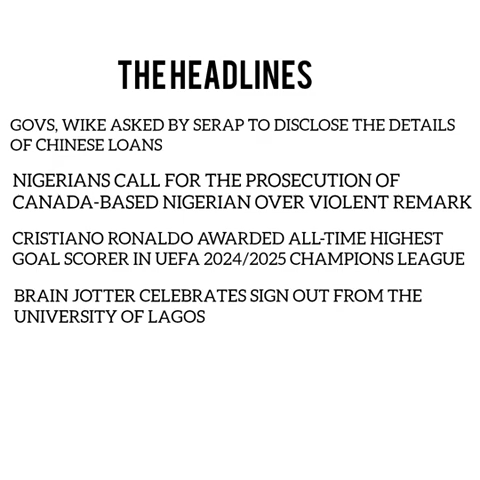 THE HEADLINES
GOVS, WIKE ASKED BY SERAP TO DISCLOSE THE DETAILS
OF CHINESE LOANS
NIGERIANS CALL FOR THE PROSECUTION OF
CANADA-BASED NIGERIAN OVER VIOLENT REMARK
CRISTIANO RONALDO AWARDED ALL-TIME HIGHEST
GOAL SCORER IN UEFA 2024/2025 CHAMPIONS LEAGUE
BRAIN JOTTER CELEBRATES SIGN OUT FROM THE
UNIVERSITY OF LAGOS